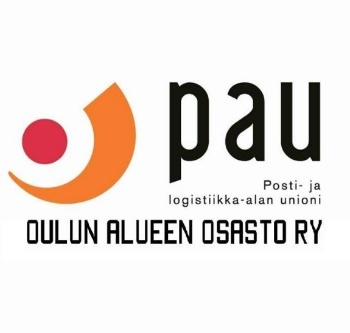 pau
Posti- ja
logistiikka-alan unioni
OULUN ALUEEN OSASTO RY